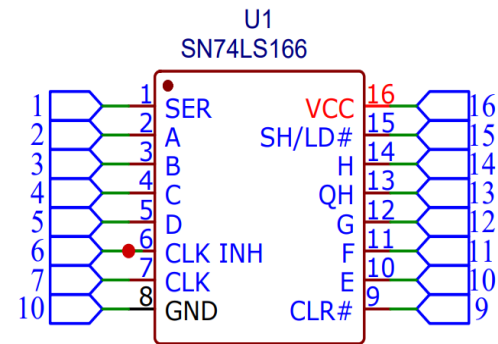 U1
SN74LS166
1 1 SER VCC 16 16
2 2 A SH/LD# 15 15
3 3 B H 14 14
4 4 C QH 13 13
5 5 D G 12 12
6 6 CLK INH F 11 11
7 7 CLK E 10 10
10 8 GND CLR# 9 9